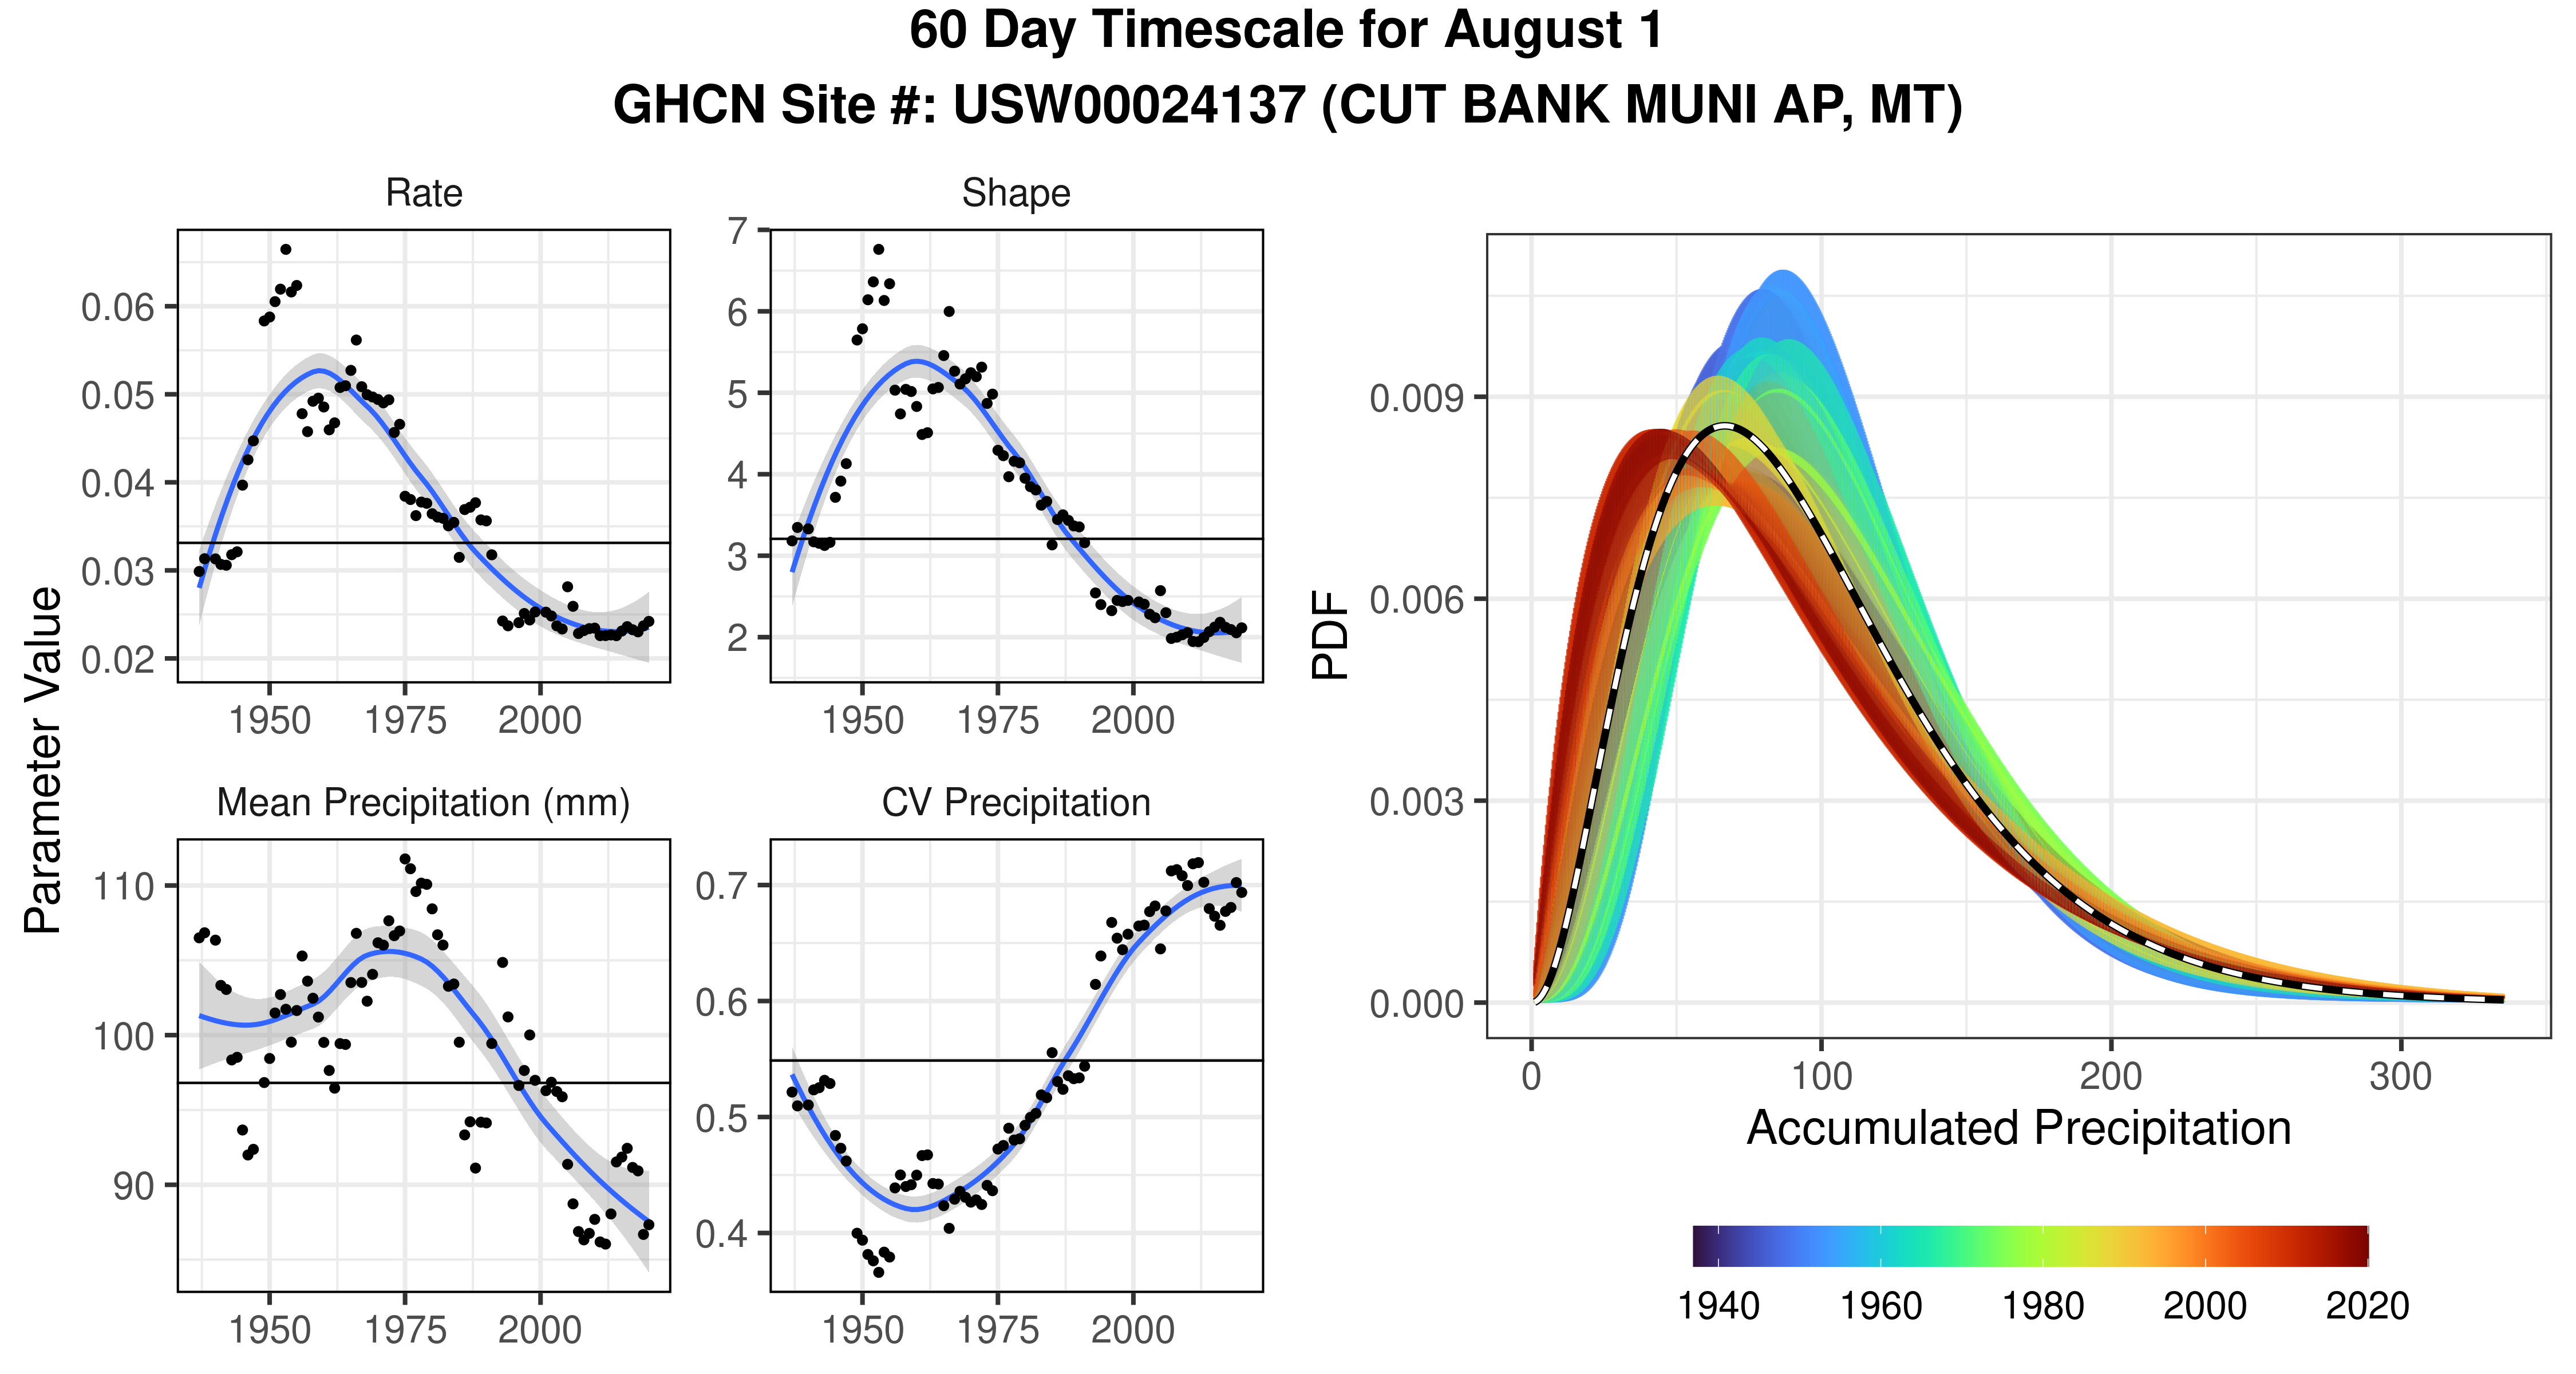 60 Day Timescale for August 1
GHCN Site #: USW00024137 (CUT BANK MUNI AP, MT)
Rate
0.06
0.05
0.04
0.03
0.02
1950 1975 2000
Shape
7
6
5
4
3
2
1950 1975 2000
Parameter Value
Mean Precipitation (mm)
110
100
90
1950 1975 2000
CV Precipitation
0.7
0.6
0.5
0.4
1950 1975 2000
PDF
0.009
0.006
0.003
0.000
0 100 200 300
Accumulated Precipitation
1940 1960 1980 2000 2020